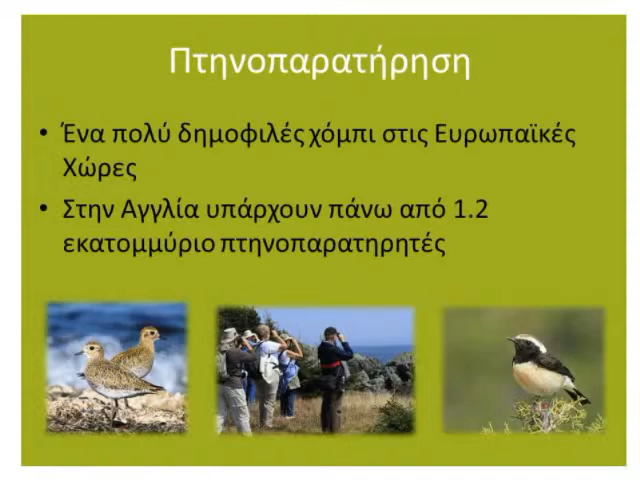 Πτηνοπαρατήρηση
• Ένα πολύ δημοφιλές χόμπι στις Ευρωπαϊκές
Χώρες
• Στην Αγγλία υπάρχουν πάνω από 1.2
εκατομμύριο πτηνοπαρατηρητές